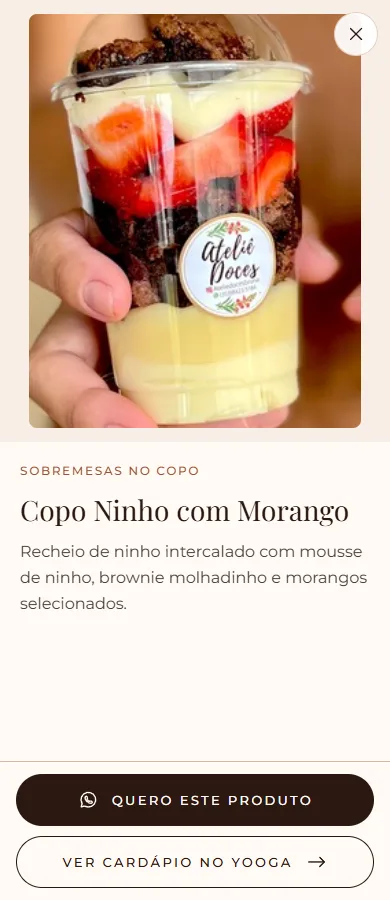 Ateliê
Doces
SOBREMESAS NO COPO
Copo Ninho com Morango
Recheio de ninho intercalado com mousse
de ninho, brownie molhadinho e morangos
selecionados.
QUERO ESTE PRODUTO
VER CARDÁPIO NO YOOGA